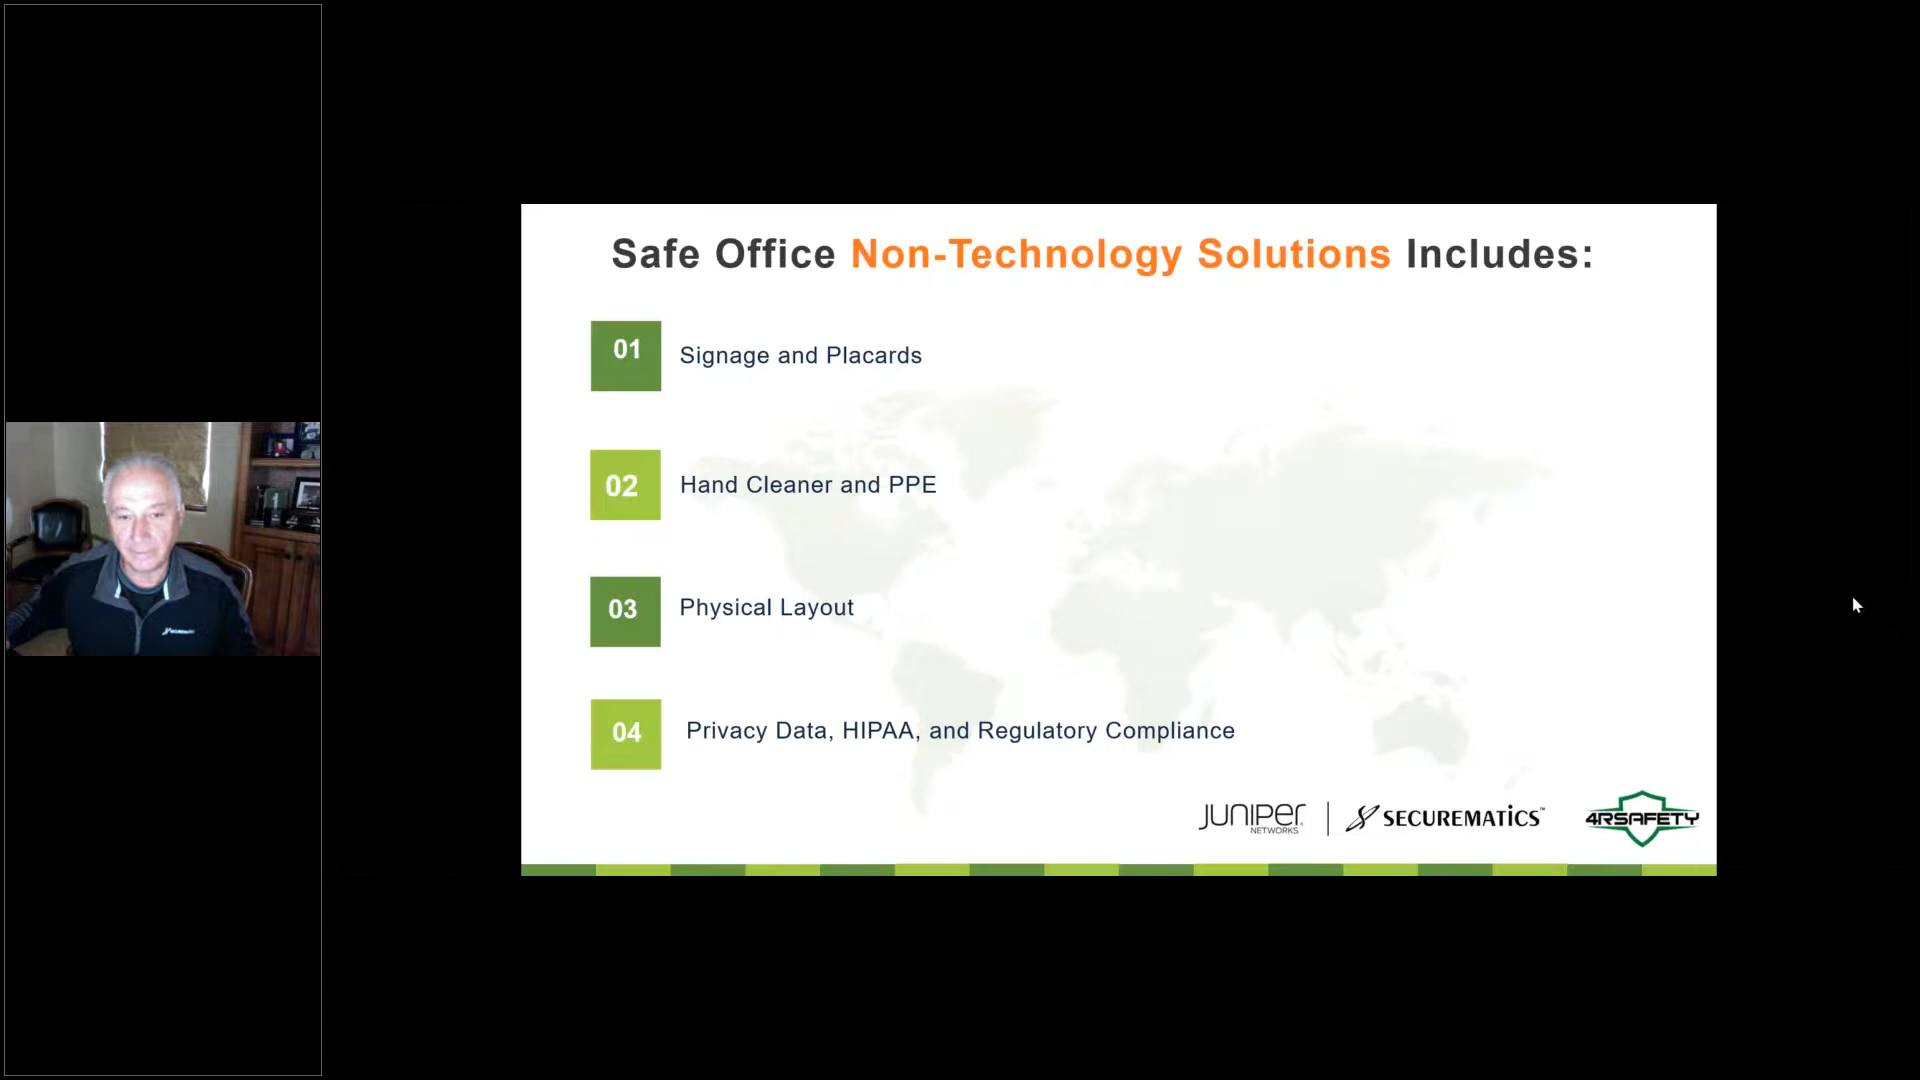 Safe Office Non-Technology Solutions Includes:
01
Signage and Placards
02
Hand Cleaner and PPE
03
Physical Layout
04
Privacy Data, HIPAA, and Regulatory Compliance
JUNIPEr
NETWORKS
SECUREMATiCS™
4RSAFETY